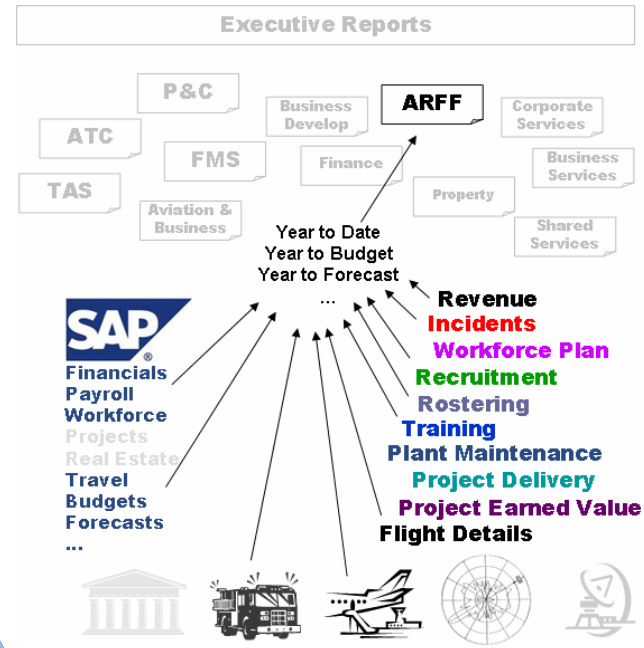 Executive Reports
P&C
Business
Develop
ARFF
Corporate
Services
ATC
FMS
Finance
Business
Services
TAS
Property
Aviation &
Business
Shared
Services
Year to Date
Year to Budget
Year to Forecast
...
SAP
®
Financials
Payroll
Workforce
Projects
Real Estate
Travel
Budgets
Forecasts
...
Revenue
Incidents
Workforce Plan
Recruitment
Rostering
Training
Plant Maintenance
Project Delivery
Project Earned Value
Flight Details